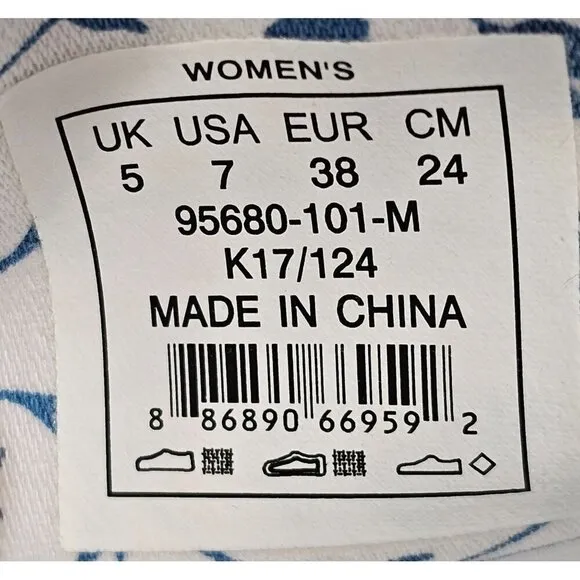 WOMEN'S
UK USA EUR CM
5 7 38 24
95680-101-M
K17/124
MADE IN CHINA
8 86890 66959 2